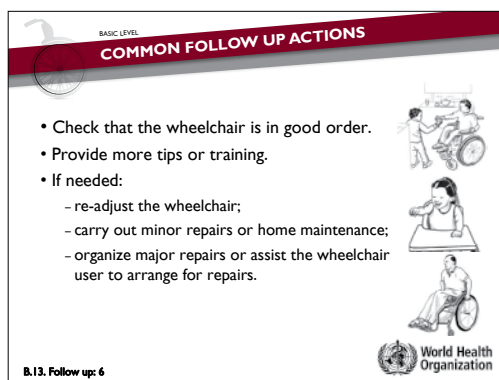 BASIC LEVEL
COMMON FOLLOW UP ACTIONS
• Check that the wheelchair is in good order.
• Provide more tips or training.
• If needed:
– re-adjust the wheelchair;
– carry out minor repairs or home maintenance;
– organize major repairs or assist the wheelchair
user to arrange for repairs.
World Health
Organization
B.13. Follow up: 6